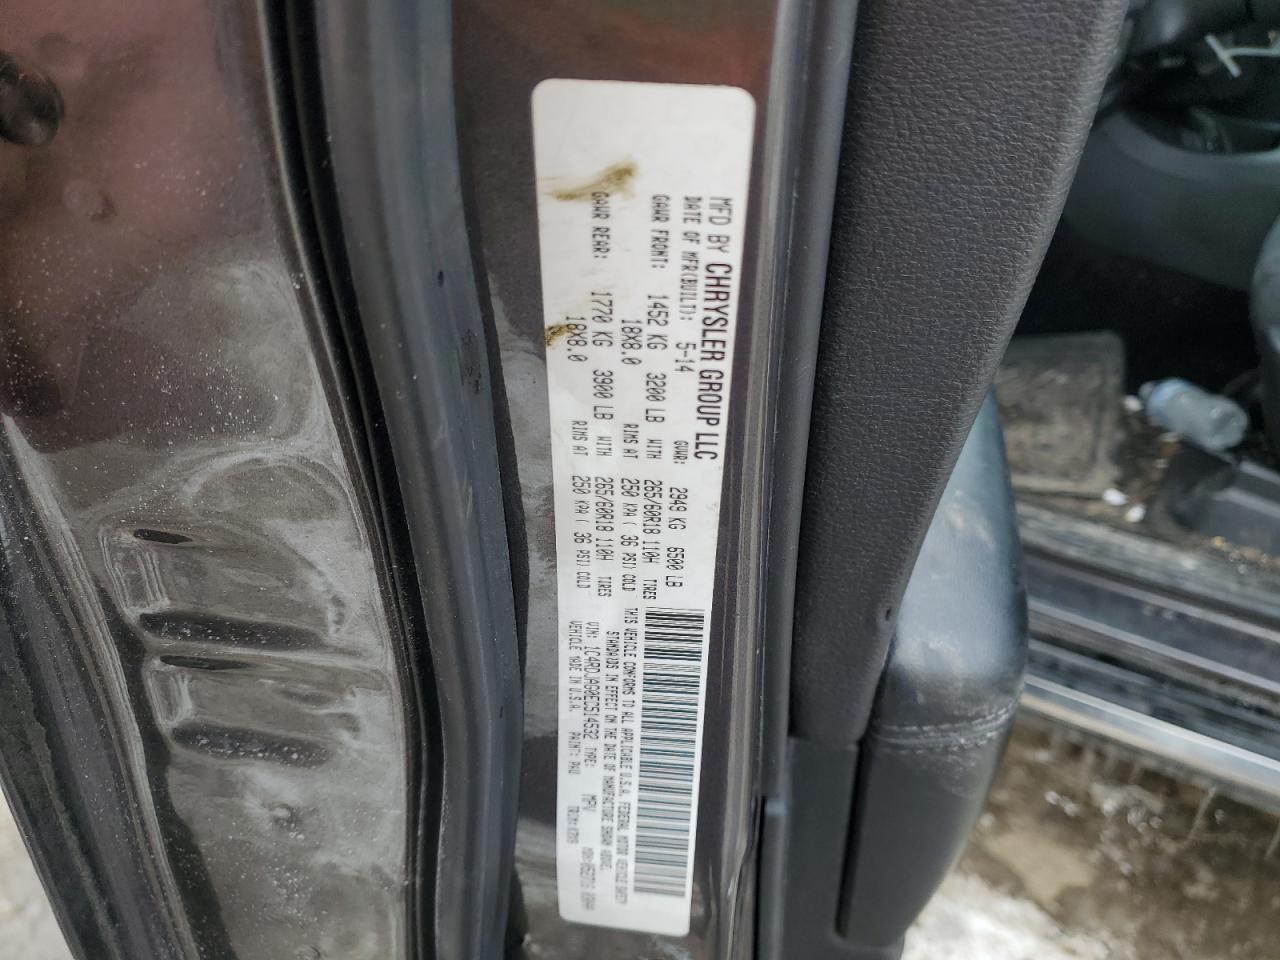 MFD BY CHRYSLER GROUP LLC
DATE OF MFR(BUILT): 5-14 GVWR: 2949 KG 6500 LB
GAWR FRONT: 1452 KG 3200 LB WITH 265/60R18 110H TIRES
18X8.0 RIMS AT 250 KPA ( 36 PSI) COLD
GAWR REAR: 1770 KG 3900 LB WITH 265/60R18 110H TIRES
18X8.0 RIMS AT 250 KPA ( 36 PSI) COLD
THIS VEHICLE CONFORMS TO ALL APPLICABLE U.S.A. FEDERAL MOTOR VEHICLE SAFETY
STANDARDS IN EFFECT ON THE DATE OF MANUFACTURE SHOWN ABOVE.
VIN: 1C4RDJAG0EC514532 TYPE: MPV
VEHICLE MADE IN U.S.A. PAINT: PAU TRIM: